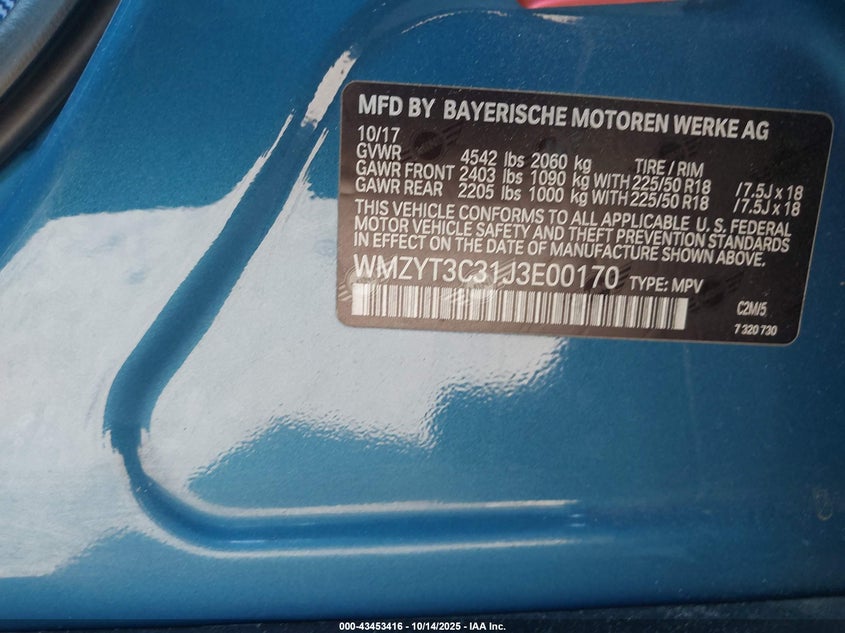 MFD BY BAYERISCHE MOTOREN WERKE AG
10/17
GVWR 4542 lbs 2060 kg TIRE / RIM
GAWR FRONT 2403 lbs 1090 kg WITH 225/50 R18 /7.5J x 18
GAWR REAR 2205 lbs 1000 kg WITH 225/50 R18 /7.5J x 18
THIS VEHICLE CONFORMS TO ALL APPLICABLE U. S. FEDERAL
MOTOR VEHICLE SAFETY AND THEFT PREVENTION STANDARDS
IN EFFECT ON THE DATE OF MANUFACTURE SHOWN ABOVE.
WMZYT3C31J3E00170 TYPE: MPV
C2M/5
7 320 730
000-43453416 - 10/14/2025 - IAA Inc.